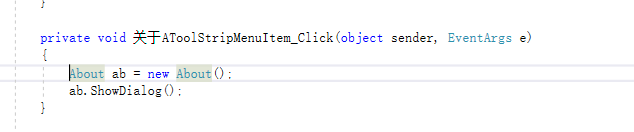 }
private void 关于AToolStripMenuItem_Click(object sender, EventArgs e)
{
About ab = new About();
ab.ShowDialog();
}